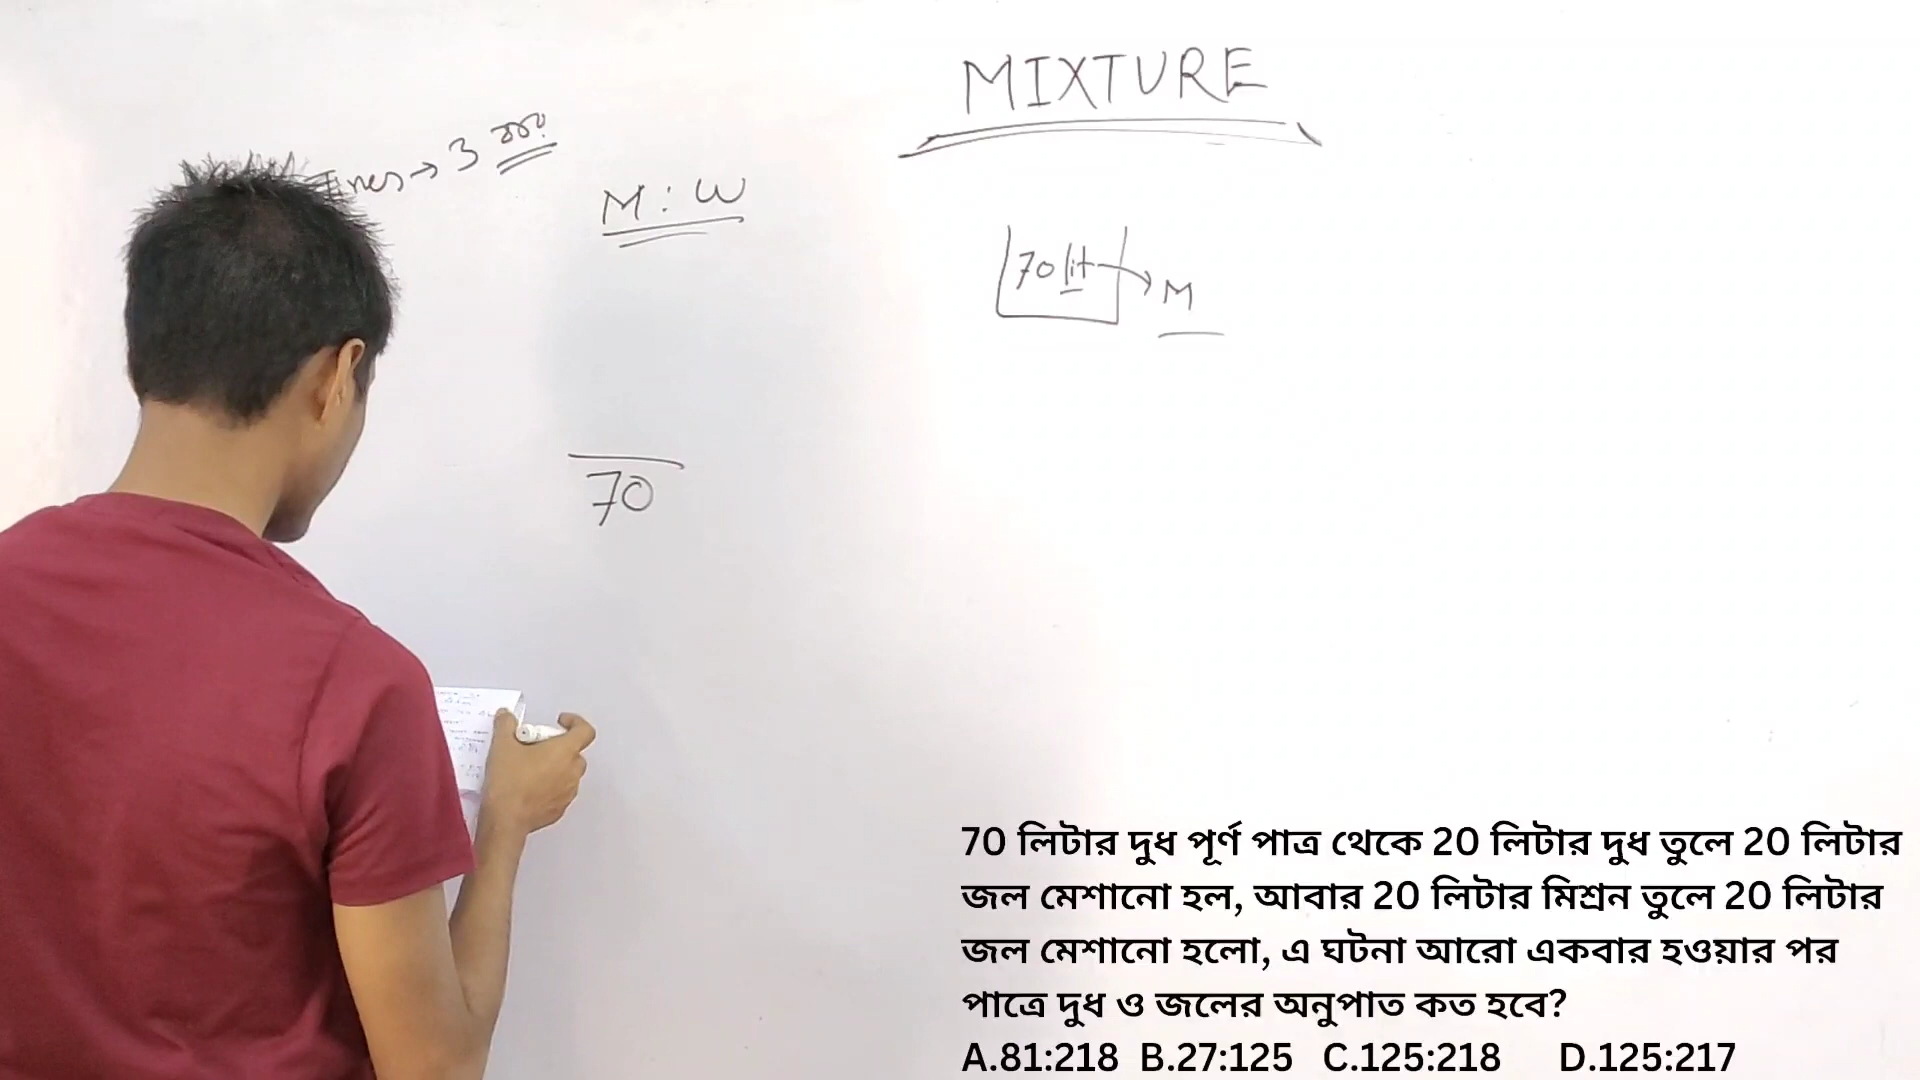 MIXTURE
→ 3
M : W
70 lit → M
70
70 লিটার দুধ পূর্ণ পাত্র থেকে 20 লিটার দুধ তুলে 20 লিটার
জল মেশানো হল, আবার 20 লিটার মিশ্রন তুলে 20 লিটার
জল মেশানো হলো, এ ঘটনা আরো একবার হওয়ার পর
পাত্রে দুধ ও জলের অনুপাত কত হবে?
A.81:218 B.27:125 C.125:218 D.125:217